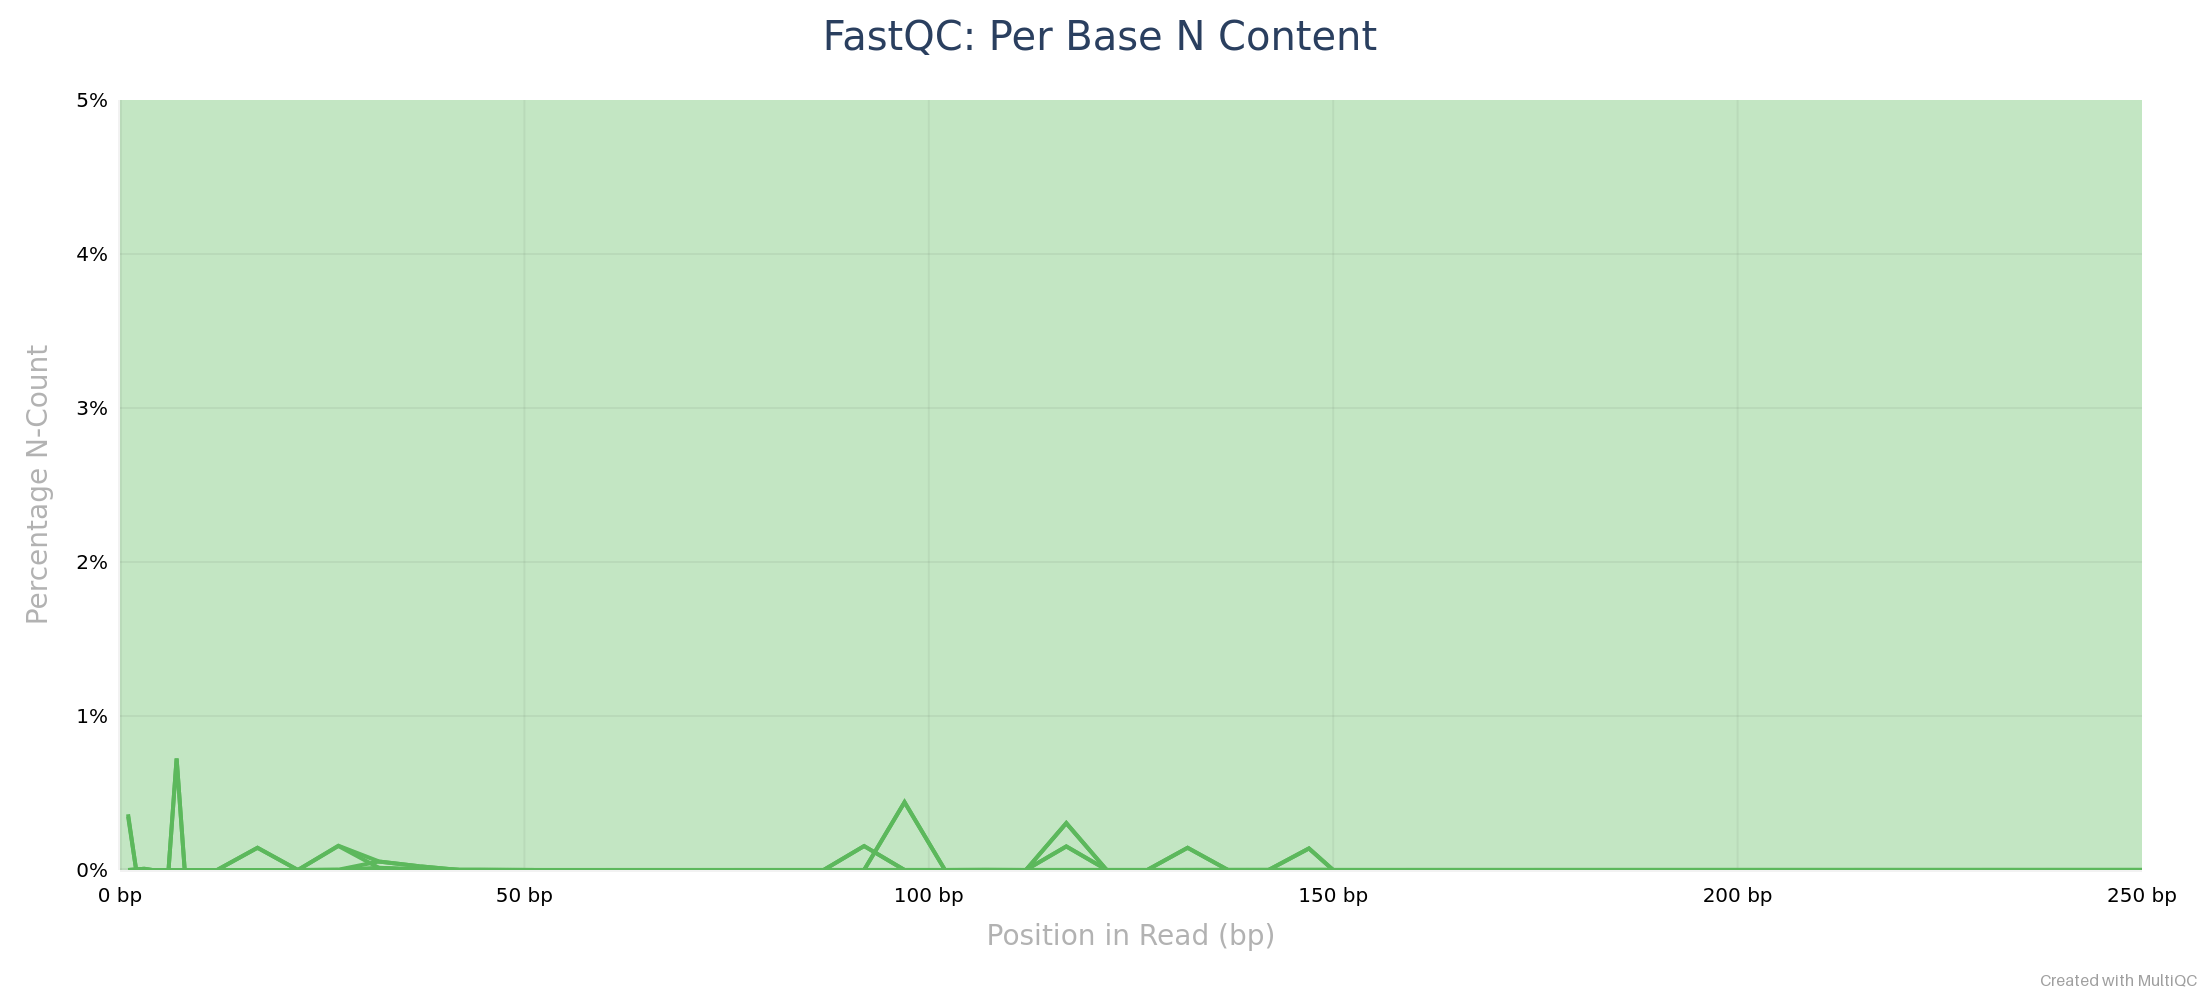 FastQC: Per Base N Content
5%
4%
3%
2%
1%
0%
Percentage N-Count
0 bp
50 bp
100 bp
150 bp
200 bp
250 bp
Position in Read (bp)
Created with MultiQC